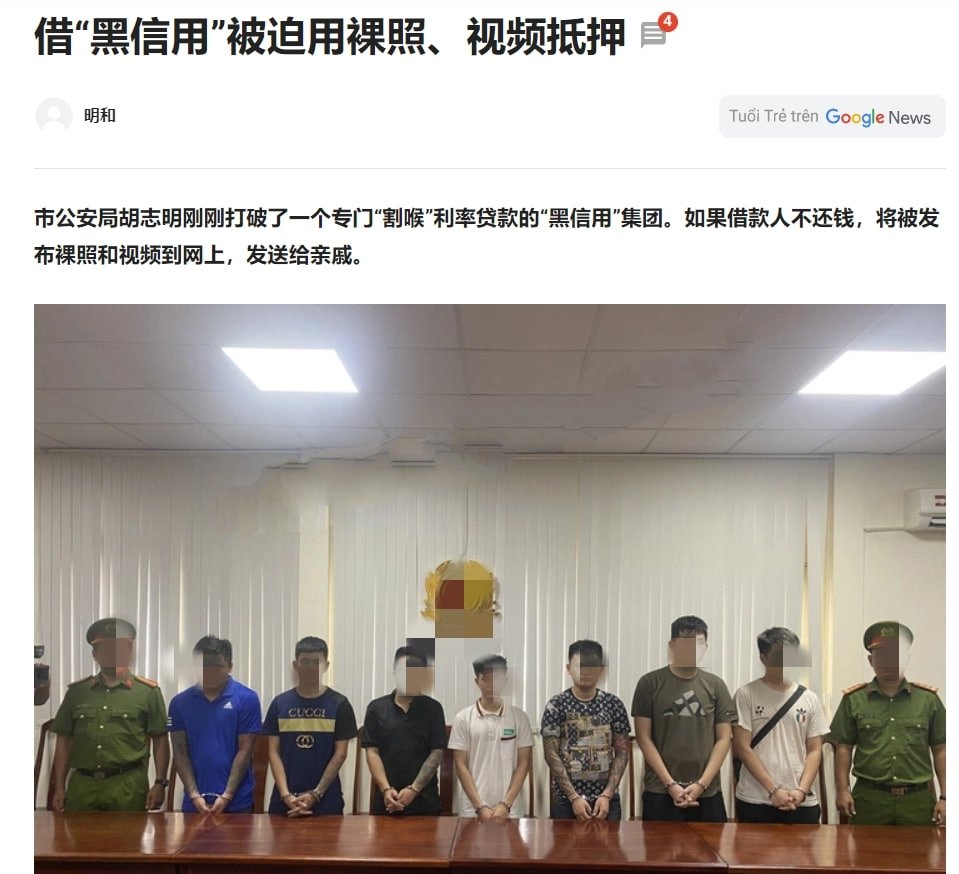 借“黑信用”被迫用裸照、视频抵押
4
明和
Tuổi Trẻ trên Google News
市公安局胡志明刚刚打破了一个专门“割喉”利率贷款的“黑信用”集团。如果借款人不还钱，将被发
布裸照和视频到网上，发送给亲戚。
adidas
GUCCI